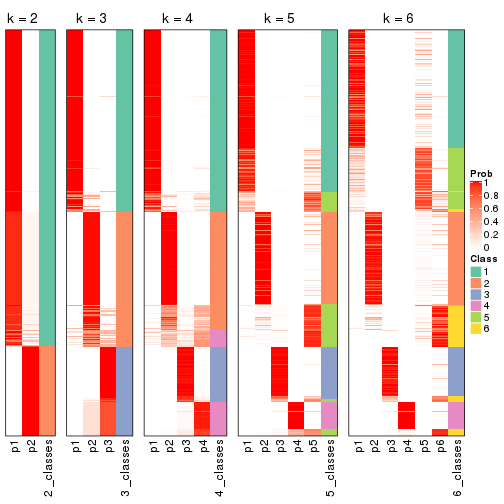 k = 2
k = 3
k = 4
k = 5
k = 6
p1
p2
2_classes
p1
p2
p3
3_classes
p1
p2
p3
p4
4_classes
p1
p2
p3
p4
p5
5_classes
p1
p2
p3
p4
p5
p6
6_classes
Prob
1
0.8
0.6
0.4
0.2
0
Class
1
2
3
4
5
6